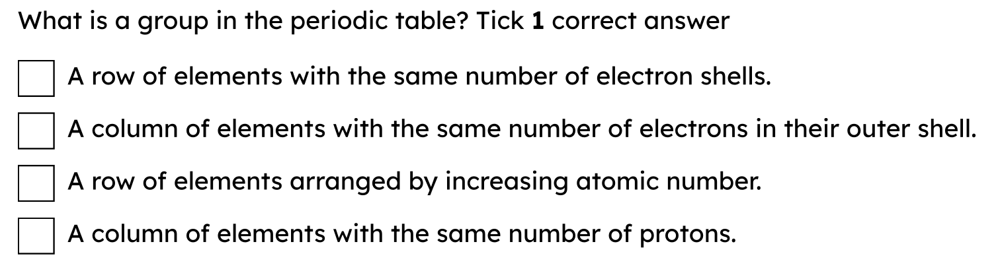 What is a group in the periodic table? Tick 1 correct answer
A row of elements with the same number of electron shells.
A column of elements with the same number of electrons in their outer shell.
A row of elements arranged by increasing atomic number.
A column of elements with the same number of protons.